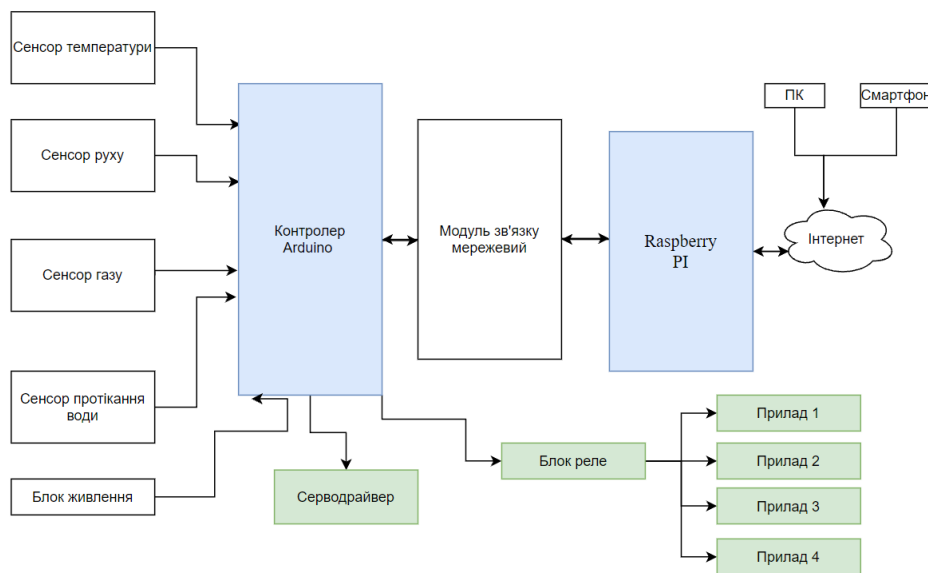 Сенсор температури
Сенсор руху
Сенсор газу
Сенсор протікання
води
Блок живлення
Контролер
Arduino
Серводрайвер
Модуль зв'язку
мережевий
Raspberry
PI
ПК
Смартфон
Інтернет
Блок реле
Прилад 1
Прилад 2
Прилад 3
Прилад 4